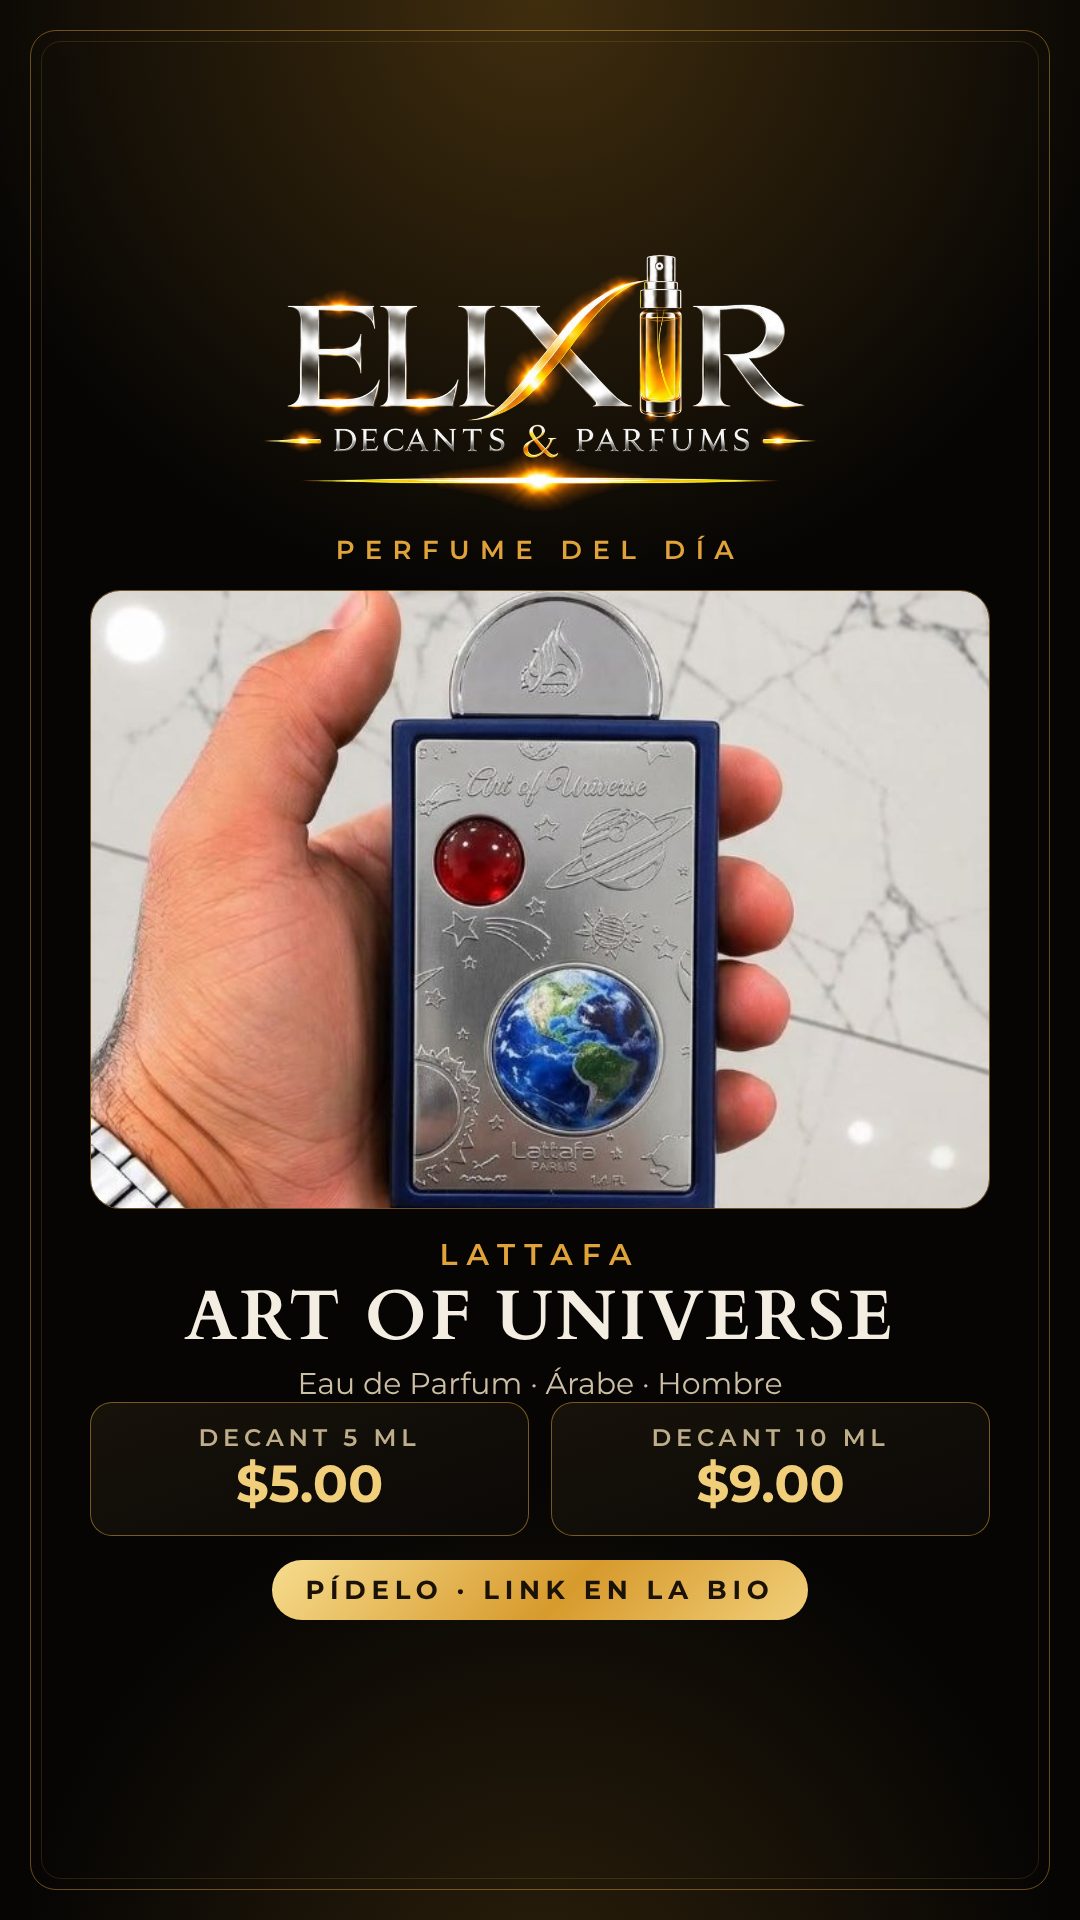 ELIXIR
DECANTS & PARFUMS
PERFUME DEL DÍA
Art of Universe
Lattafa
PARIS
LATTAFA
ART OF UNIVERSE
Eau de Parfum · Árabe · Hombre
DECANT 5 ML
$5.00
DECANT 10 ML
$9.00
PÍDELO · LINK EN LA BIO